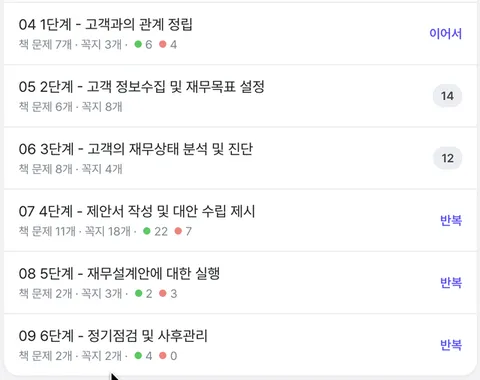 04 1단계 - 고객과의 관계 정립
책 문제 7개 · 꼭지 3개 · 6 4
이어서
05 2단계 - 고객 정보수집 및 재무목표 설정
책 문제 6개 · 꼭지 8개
14
06 3단계 - 고객의 재무상태 분석 및 진단
책 문제 8개 · 꼭지 4개
12
07 4단계 - 제안서 작성 및 대안 수립 제시
책 문제 11개 · 꼭지 18개 · 22 7
반복
08 5단계 - 재무설계안에 대한 실행
책 문제 2개 · 꼭지 3개 · 2 3
반복
09 6단계 - 정기점검 및 사후관리
책 문제 2개 · 꼭지 2개 · 4 0
반복